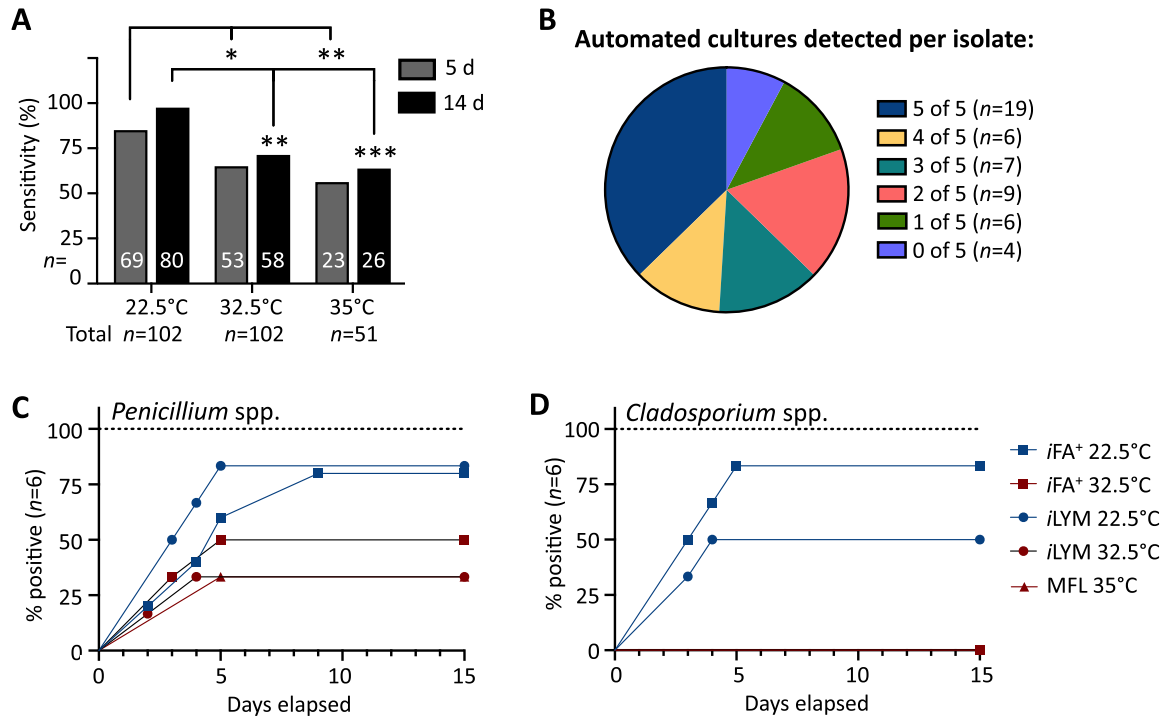 A
* **
5 d
14 d
Sensitivity (%)
100
75
50
25
0
** ***
n=
69 80 53 58 23 26
22.5°C 32.5°C 35°C
Total n=102 n=102 n=51
B
Automated cultures detected per isolate:
5 of 5 (n=19)
4 of 5 (n=6)
3 of 5 (n=7)
2 of 5 (n=9)
1 of 5 (n=6)
0 of 5 (n=4)
C
Penicillium spp.
% positive (n=6)
100
75
50
25
0
0 5 10 15
Days elapsed
D
Cladosporium spp.
% positive (n=6)
100
75
50
25
0
0 5 10 15
Days elapsed
iFA⁺ 22.5°C
iFA⁺ 32.5°C
iLYM 22.5°C
iLYM 32.5°C
MFL 35°C